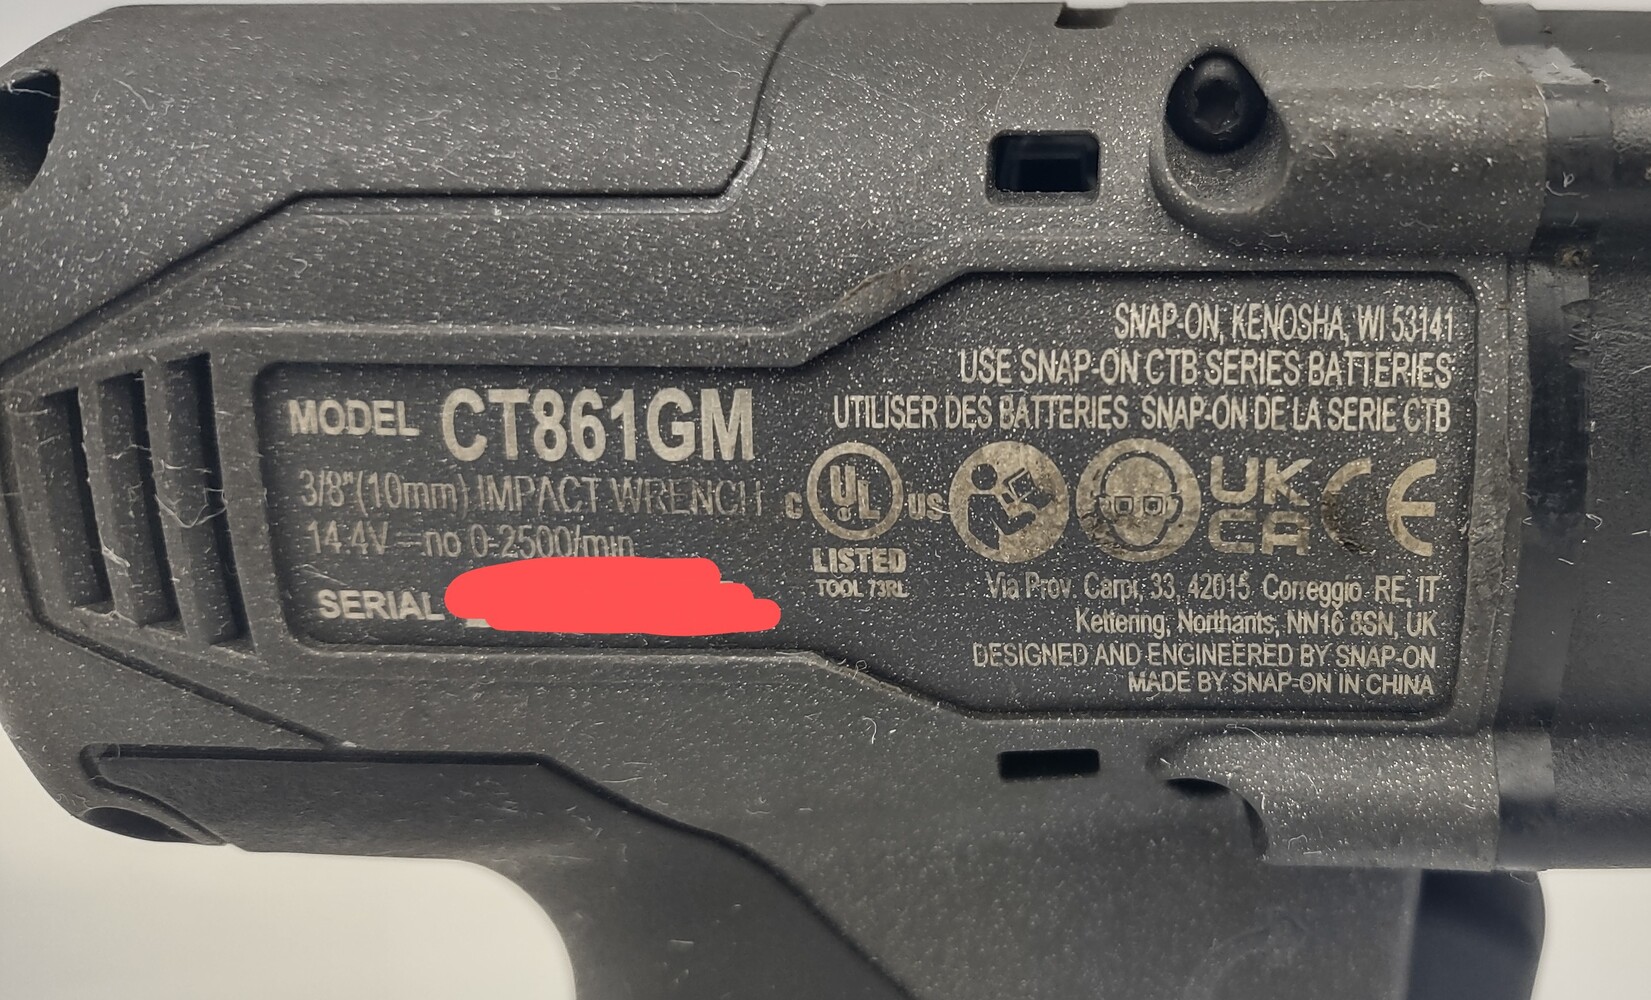 MODEL CT861GM
3/8"(10mm) IMPACT WRENCH
14.4V⎓no 0-2500/min
SERIAL
SNAP-ON, KENOSHA, WI 53141
USE SNAP-ON CTB SERIES BATTERIES
UTILISER DES BATTERIES SNAP-ON DE LA SERIE CTB
C UL US
LISTED
TOOL 73RL
UK
CA
CE
Via Prov. Carpi, 33, 42015 Correggio RE, IT
Kettering, Northants, NN16 8SN, UK
DESIGNED AND ENGINEERED BY SNAP-ON
MADE BY SNAP-ON IN CHINA